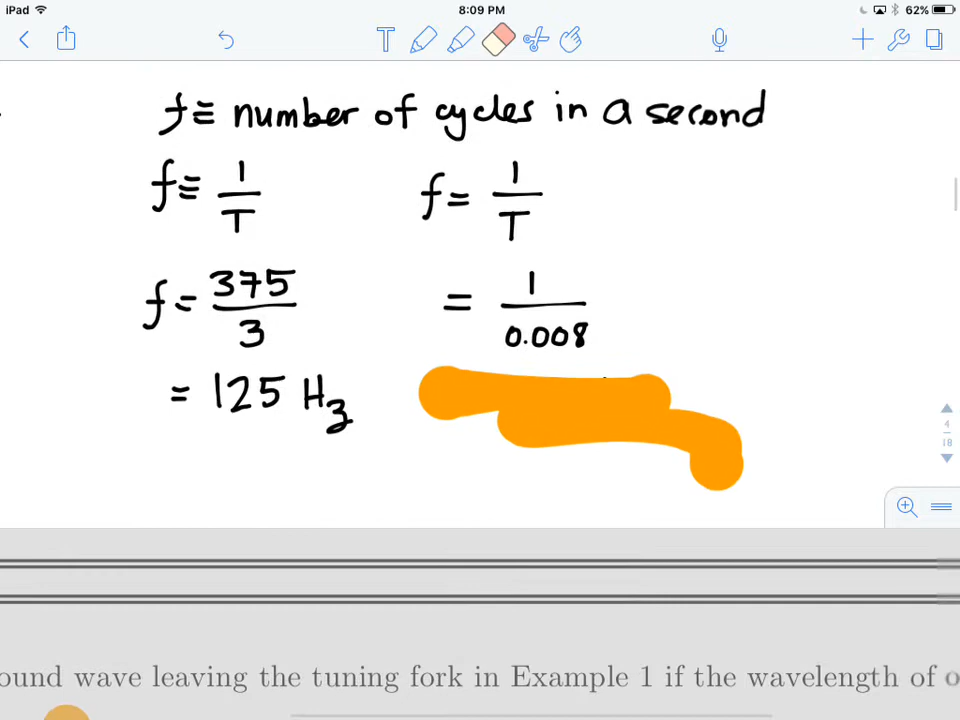 iPad 8:09 PM 62%
T
f ≡ number of cycles in a second
f ≡ 1/T f = 1/T
f = 375/3 = 1/0.008
= 125 Hz
4
18
ound wave leaving the tuning fork in Example 1 if the wavelength of o